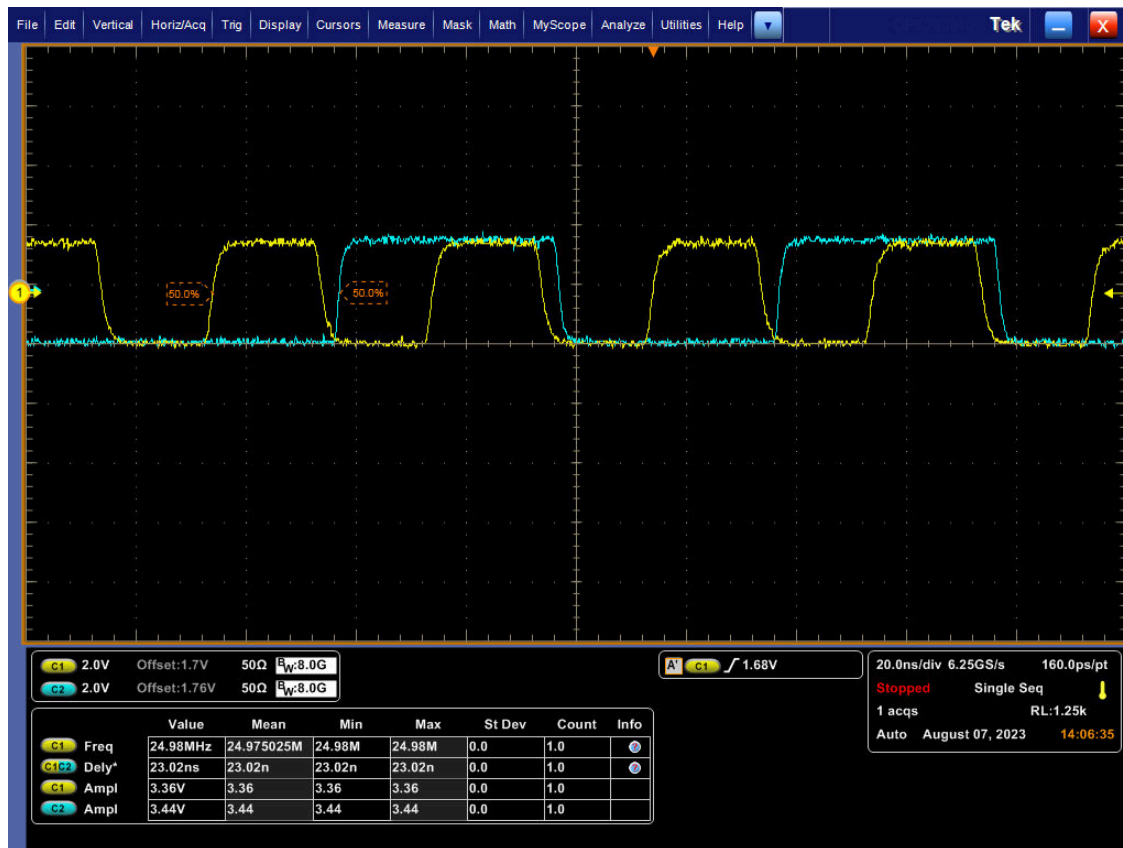 File Edit Vertical Horiz/Acq Trig Display Cursors Measure Mask Math MyScope Analyze Utilities Help Tek X
50.0% 50.0%
1
C1 2.0V Offset:1.7V 50Ω BW:8.0G
C2 2.0V Offset:1.76V 50Ω BW:8.0G
A' C1 1.68V
20.0ns/div 6.25GS/s 160.0ps/pt
Stopped Single Seq
1 acqs RL:1.25k
Auto August 07, 2023 14:06:35
Value Mean Min Max St Dev Count Info
C1 Freq 24.98MHz 24.975025M 24.98M 24.98M 0.0 1.0
C1C2 Dely* 23.02ns 23.02n 23.02n 23.02n 0.0 1.0
C1 Ampl 3.36V 3.36 3.36 3.36 0.0 1.0
C2 Ampl 3.44V 3.44 3.44 3.44 0.0 1.0